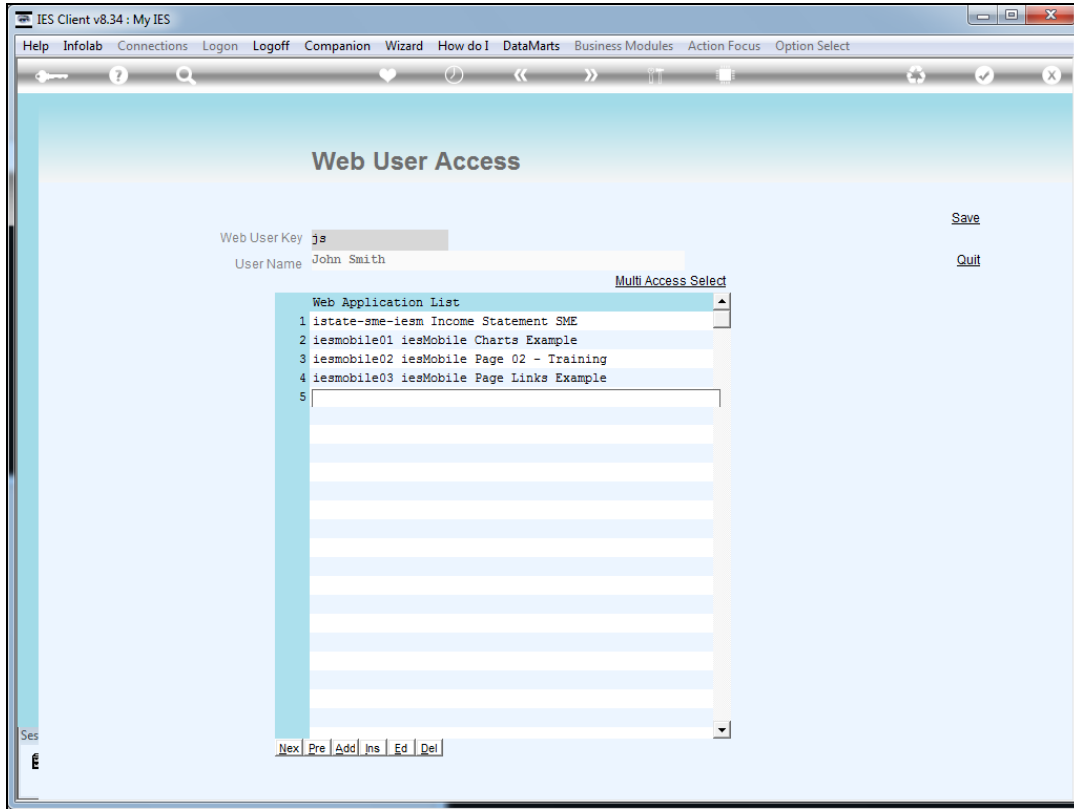 IES Client v8.34 : My IES
Help Infolab Connections Logon Logoff Companion Wizard How do I DataMarts Business Modules Action Focus Option Select
Web User Access
Save
Web User Key js
User Name John Smith
Quit
Multi Access Select
Web Application List
1 istate-sme-iesm Income Statement SME
2 iesmobile01 iesMobile Charts Example
3 iesmobile02 iesMobile Page 02 - Training
4 iesmobile03 iesMobile Page Links Example
5
Ses
Nex Pre Add Ins Ed Del